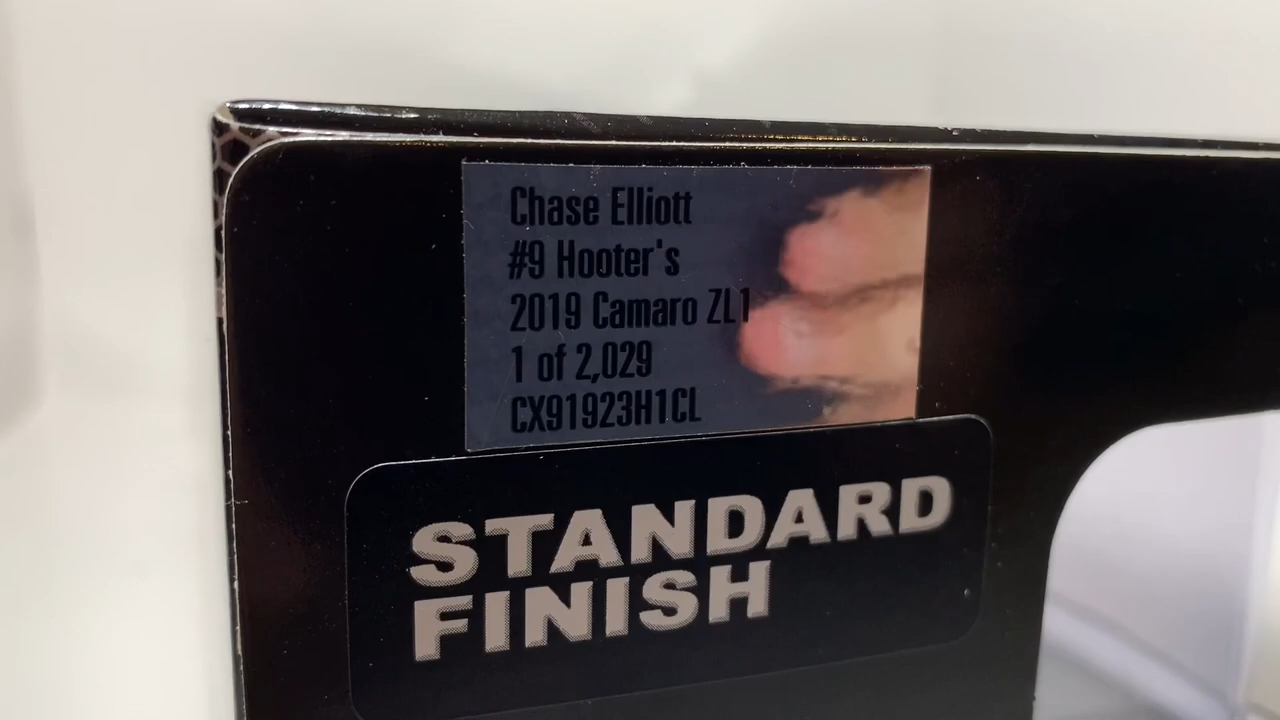 Chase Elliott
#9 Hooter's
2019 Camaro ZL1
1 of 2,029
CX91923H1CL
STANDARD
FINISH